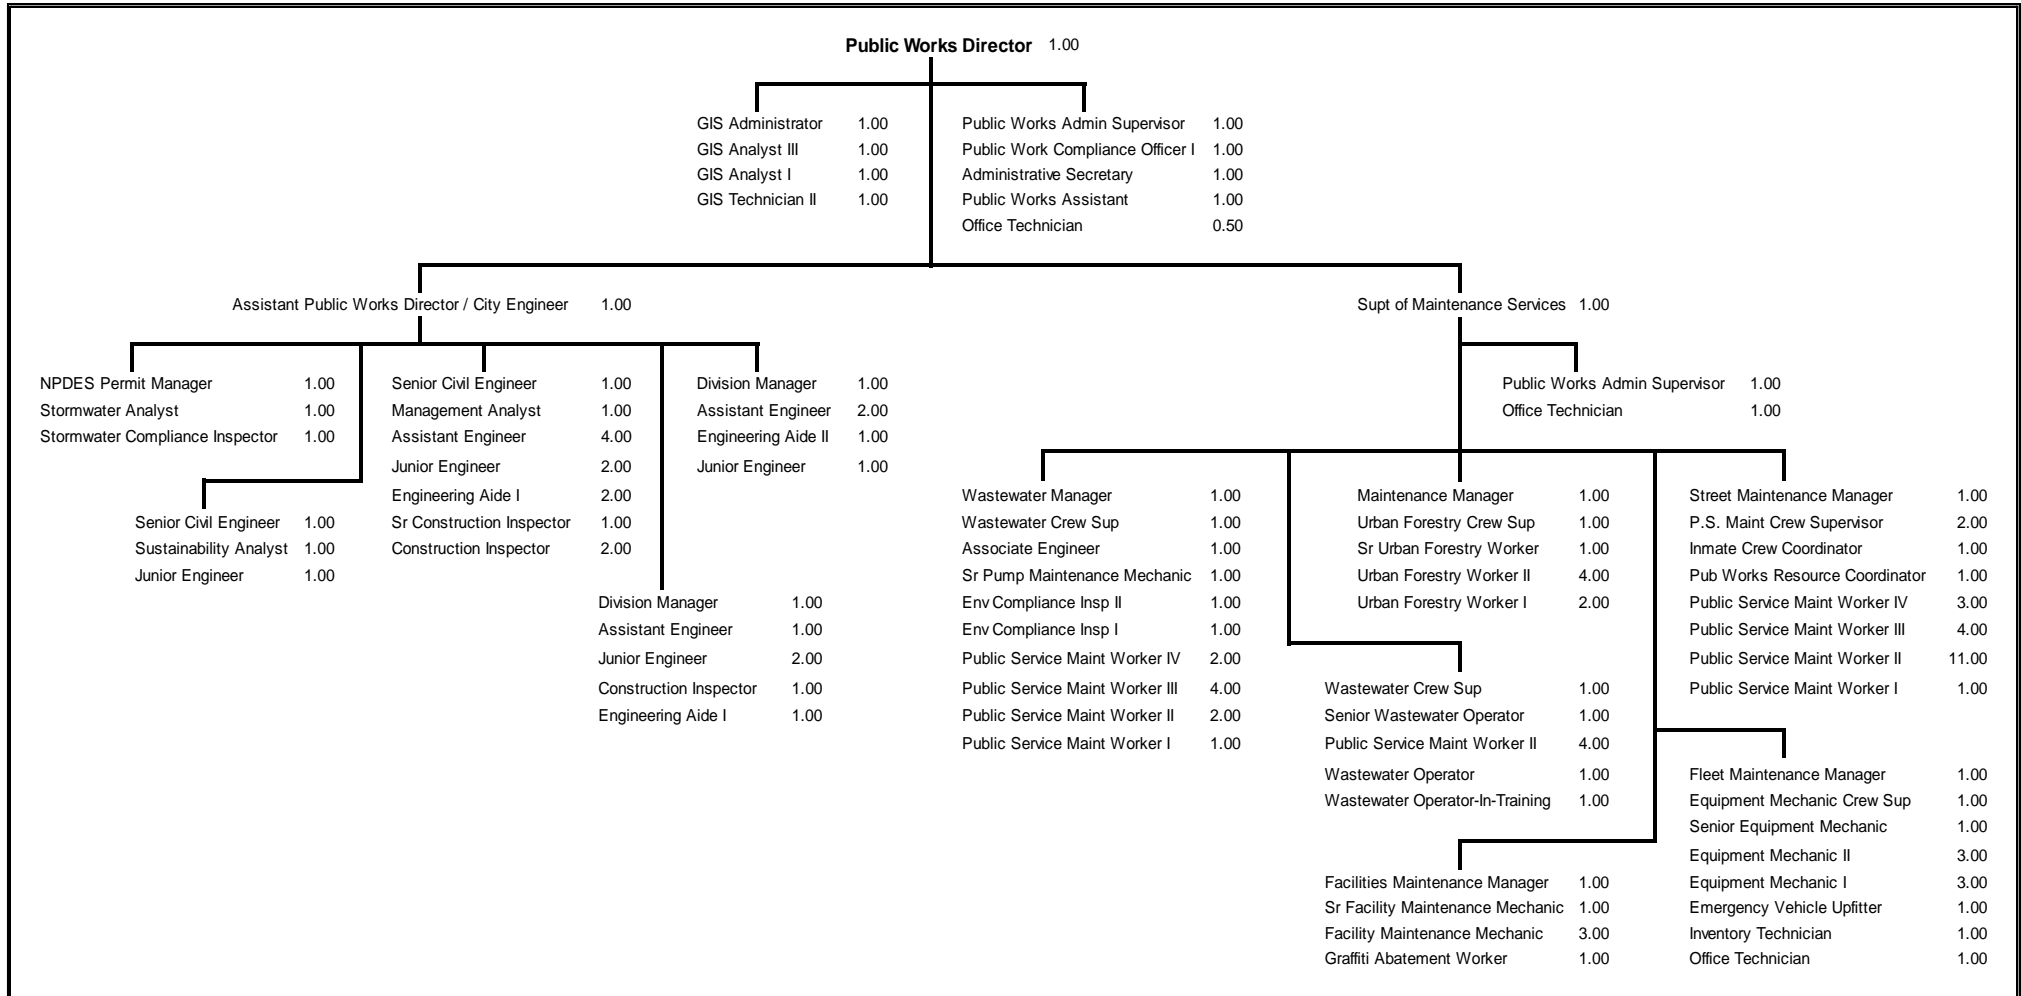 Public Works Director 1.00
GIS Administrator 1.00
GIS Analyst III 1.00
GIS Analyst I 1.00
GIS Technician II 1.00
Public Works Admin Supervisor 1.00
Public Work Compliance Officer I 1.00
Administrative Secretary 1.00
Public Works Assistant 1.00
Office Technician 0.50
Assistant Public Works Director / City Engineer 1.00
Supt of Maintenance Services 1.00
NPDES Permit Manager 1.00
Stormwater Analyst 1.00
Stormwater Compliance Inspector 1.00
Senior Civil Engineer 1.00
Sustainability Analyst 1.00
Junior Engineer 1.00
Senior Civil Engineer 1.00
Management Analyst 1.00
Assistant Engineer 4.00
Junior Engineer 2.00
Engineering Aide I 2.00
Sr Construction Inspector 1.00
Construction Inspector 2.00
Division Manager 1.00
Assistant Engineer 1.00
Junior Engineer 2.00
Construction Inspector 1.00
Engineering Aide I 1.00
Division Manager 1.00
Assistant Engineer 2.00
Engineering Aide II 1.00
Junior Engineer 1.00
Public Works Admin Supervisor 1.00
Office Technician 1.00
Wastewater Manager 1.00
Wastewater Crew Sup 1.00
Associate Engineer 1.00
Sr Pump Maintenance Mechanic 1.00
Env Compliance Insp II 1.00
Env Compliance Insp I 1.00
Public Service Maint Worker IV 2.00
Public Service Maint Worker III 4.00
Public Service Maint Worker II 2.00
Public Service Maint Worker I 1.00
Maintenance Manager 1.00
Urban Forestry Crew Sup 1.00
Sr Urban Forestry Worker 1.00
Urban Forestry Worker II 4.00
Urban Forestry Worker I 2.00
Wastewater Crew Sup 1.00
Senior Wastewater Operator 1.00
Public Service Maint Worker II 4.00
Wastewater Operator 1.00
Wastewater Operator-In-Training 1.00
Facilities Maintenance Manager 1.00
Sr Facility Maintenance Mechanic 1.00
Facility Maintenance Mechanic 3.00
Graffiti Abatement Worker 1.00
Street Maintenance Manager 1.00
P.S. Maint Crew Supervisor 2.00
Inmate Crew Coordinator 1.00
Pub Works Resource Coordinator 1.00
Public Service Maint Worker IV 3.00
Public Service Maint Worker III 4.00
Public Service Maint Worker II 11.00
Public Service Maint Worker I 1.00
Fleet Maintenance Manager 1.00
Equipment Mechanic Crew Sup 1.00
Senior Equipment Mechanic 1.00
Equipment Mechanic II 3.00
Equipment Mechanic I 3.00
Emergency Vehicle Upfitter 1.00
Inventory Technician 1.00
Office Technician 1.00